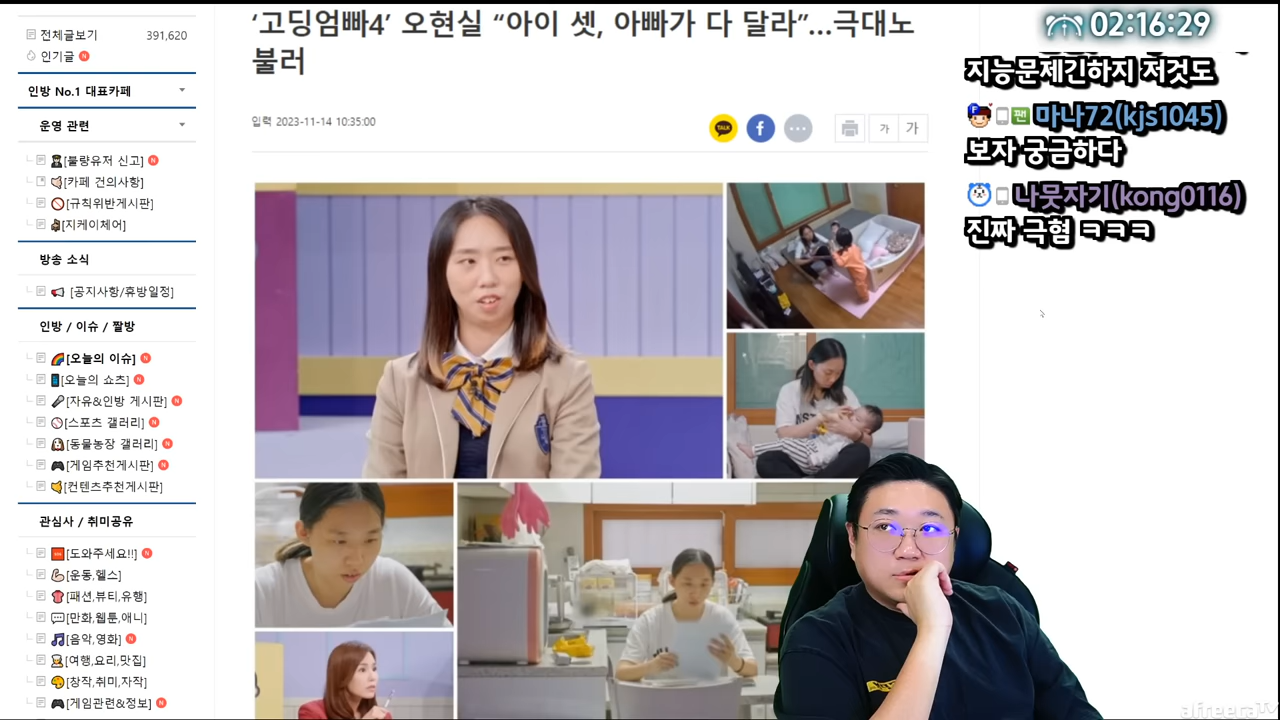 전체글보기 391,620
인기글 N
인방 No.1 대표카페
운영 관련
[불량유저 신고] N
[카페 건의사항]
[규칙위반게시판]
[지케이체어]
방송 소식
[공지사항/휴방일정]
인방 / 이슈 / 짤방
[오늘의 이슈] N
[오늘의 쇼츠] N
[자유&인방 게시판] N
[스포츠 갤러리] N
[동물농장 갤러리] N
[게임추천게시판] N
[컨텐츠추천게시판]
관심사 / 취미공유
[도와주세요!!] N
[운동,헬스]
[패션,뷰티,유행]
[만화,웹툰,애니]
[음악,영화] N
[여행,요리,맛집]
[창작,취미,자작]
[게임관련&정보] N
‘고딩엄빠4’ 오현실 “아이 셋, 아빠가 다 달라”…극대노
불러
입력 2023-11-14 10:35:00
TALK f 가 가
02:16:29
지능문제긴하지 저것도
F 팬 마나72(kjs1045)
보자 궁금하다
나뭇자기(kong0116)
진짜 극혐 ㅋㅋㅋ
afreecaTV